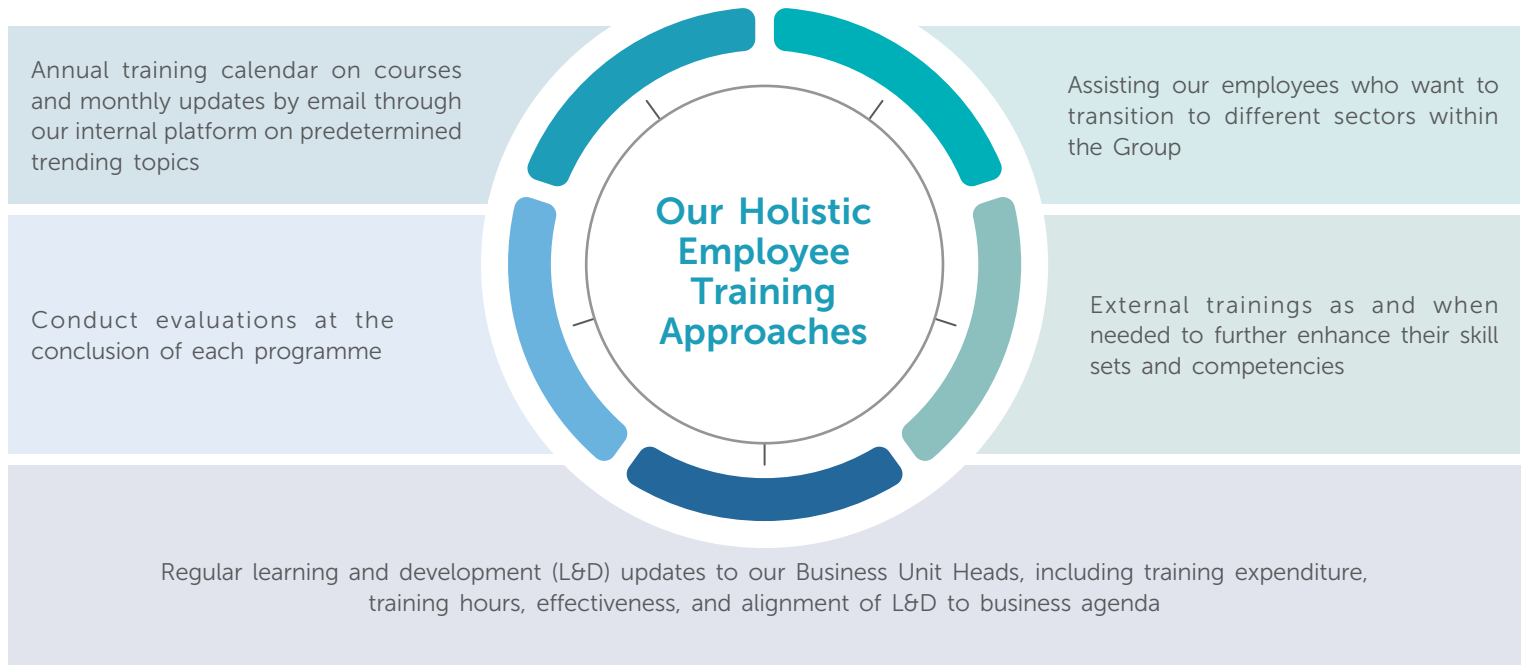 Annual training calendar on courses
and monthly updates by email through
our internal platform on predetermined
trending topics
Assisting our employees who want to
transition to different sectors within
the Group
Our Holistic
Employee
Training
Approaches
Conduct evaluations at the
conclusion of each programme
External trainings as and when
needed to further enhance their skill
sets and competencies
Regular learning and development (L&D) updates to our Business Unit Heads, including training expenditure,
training hours, effectiveness, and alignment of L&D to business agenda